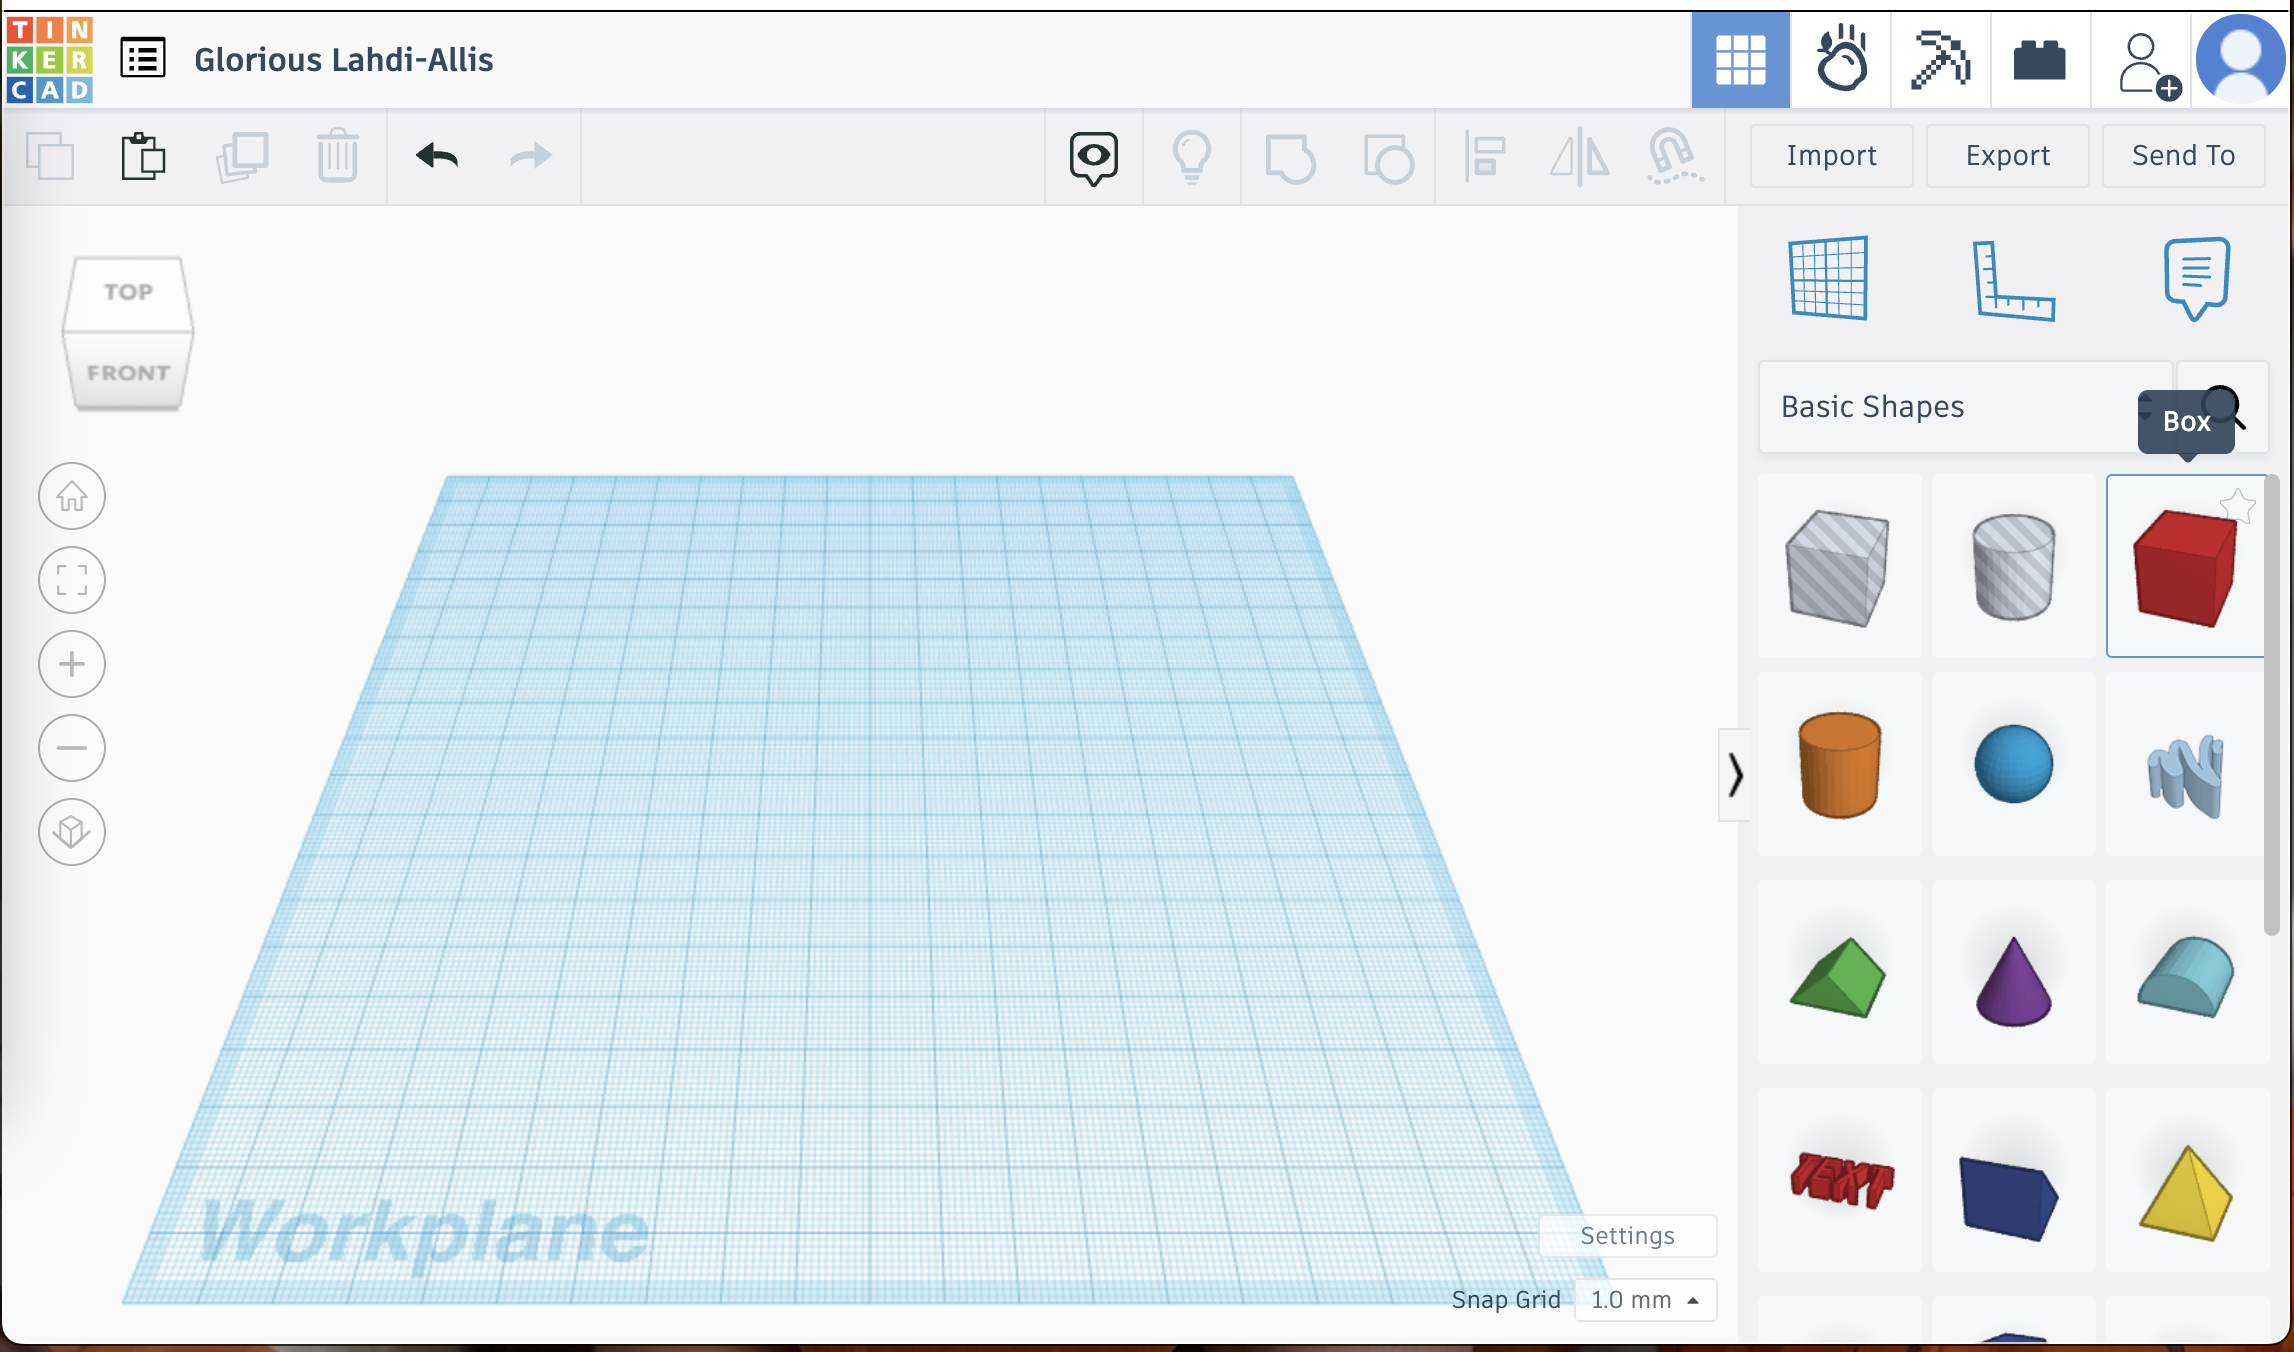 TIN
KER
CAD
Glorious Lahdi-Allis
Import
Export
Send To
TOP
FRONT
Basic Shapes
Box
TEXT
Workplane
Settings
Snap Grid
1.0 mm